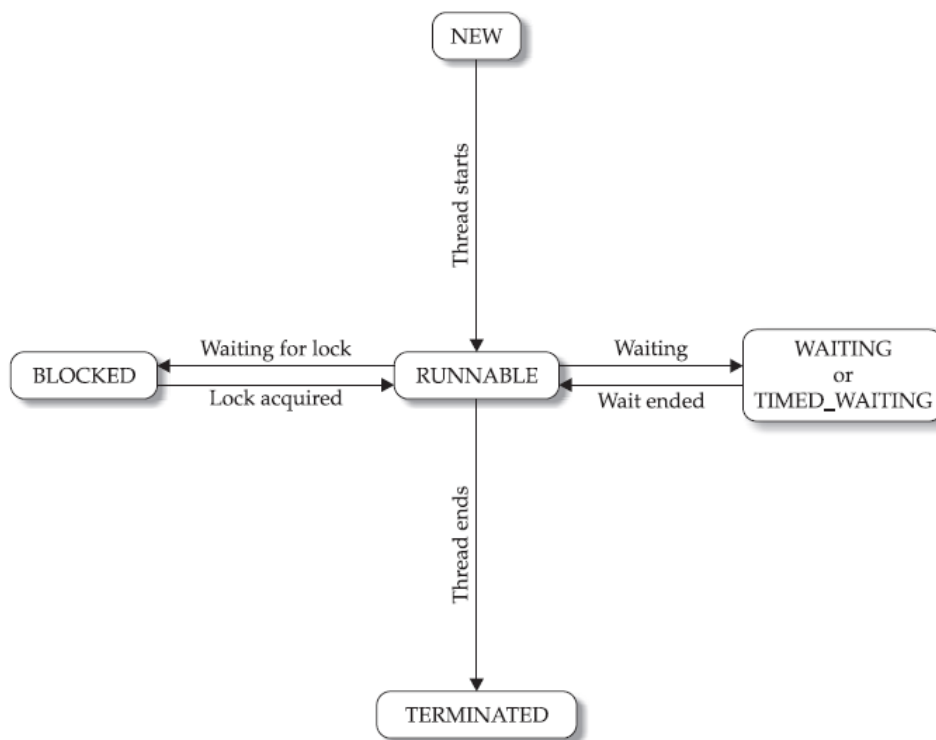 NEW
Thread starts
Waiting for lock
Waiting
BLOCKED
RUNNABLE
WAITING
or
TIMED_WAITING
Lock acquired
Wait ended
Thread ends
TERMINATED